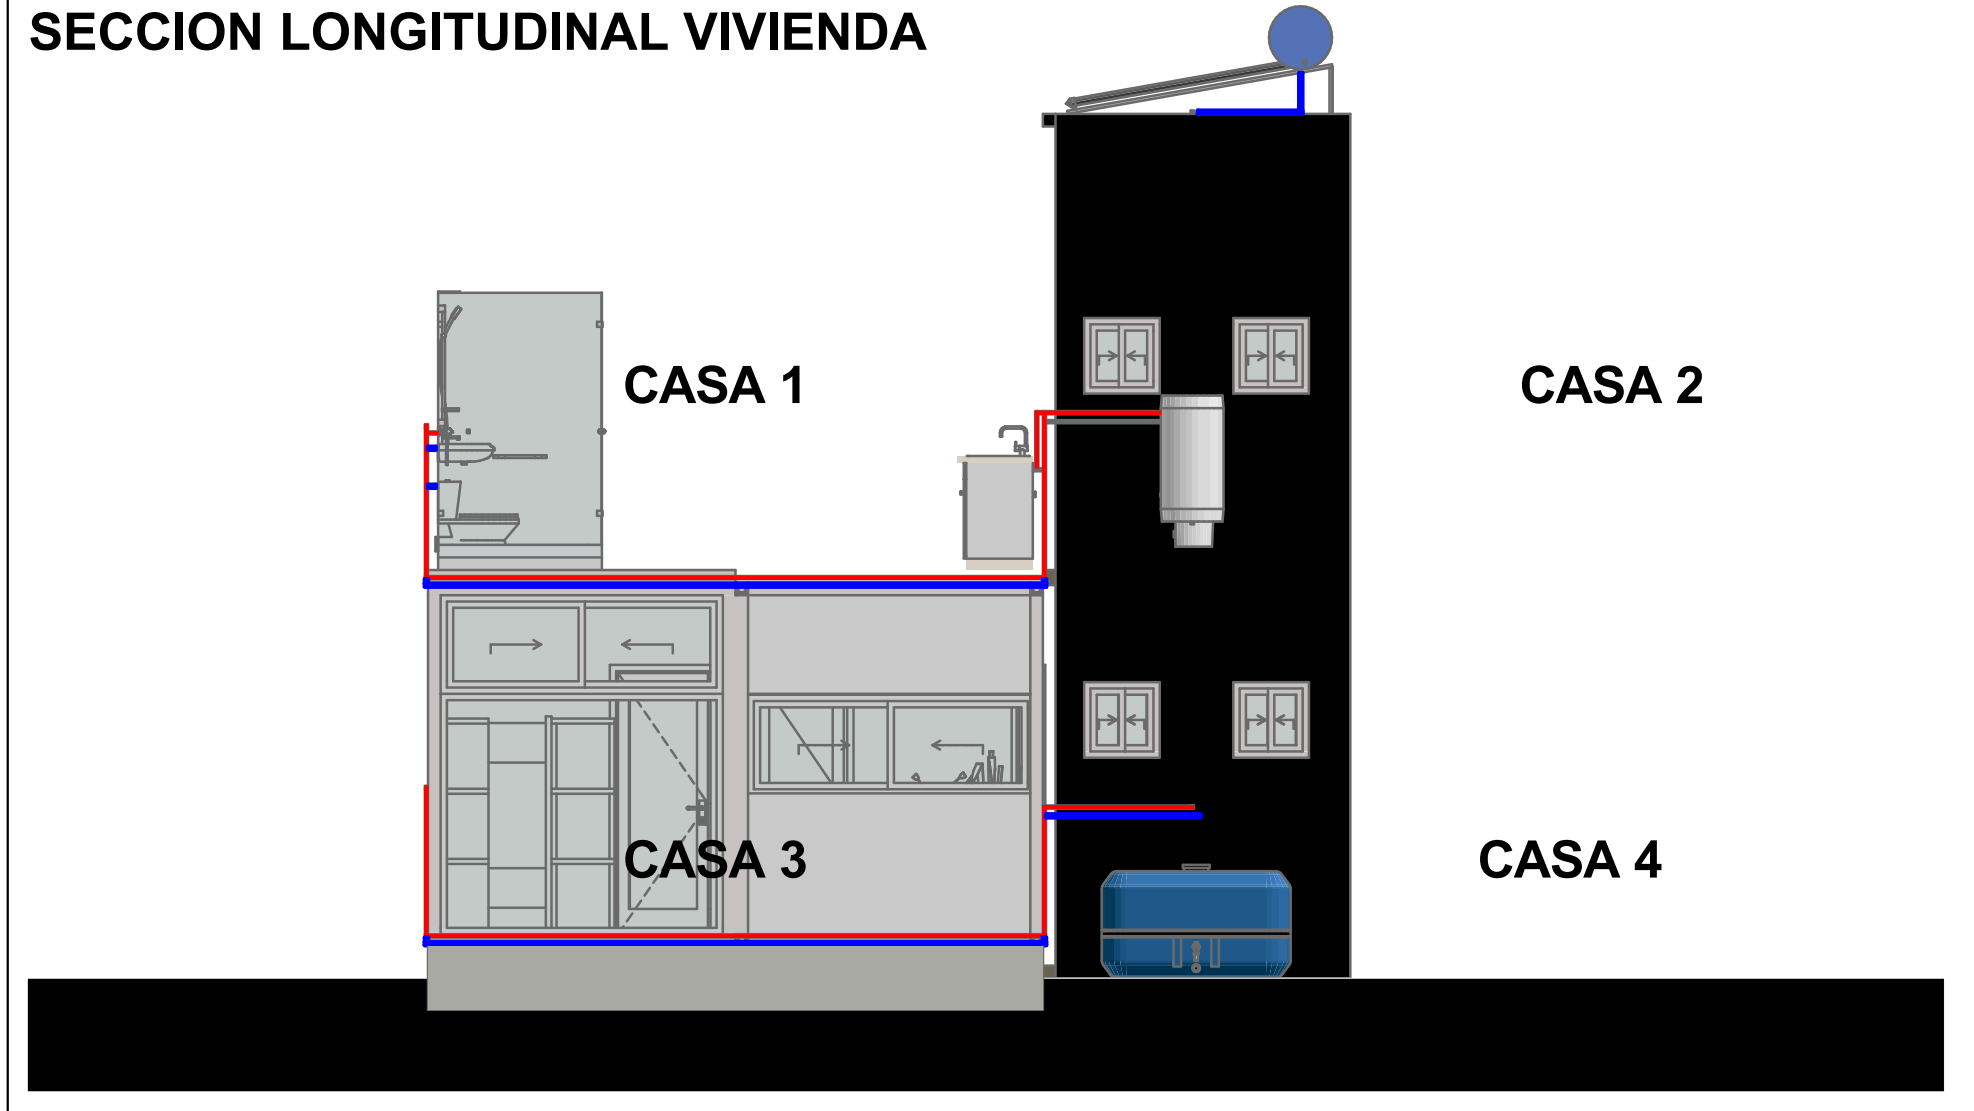 SECCION LONGITUDINAL VIVIENDA
CASA 1
CASA 2
CASA 3
CASA 4